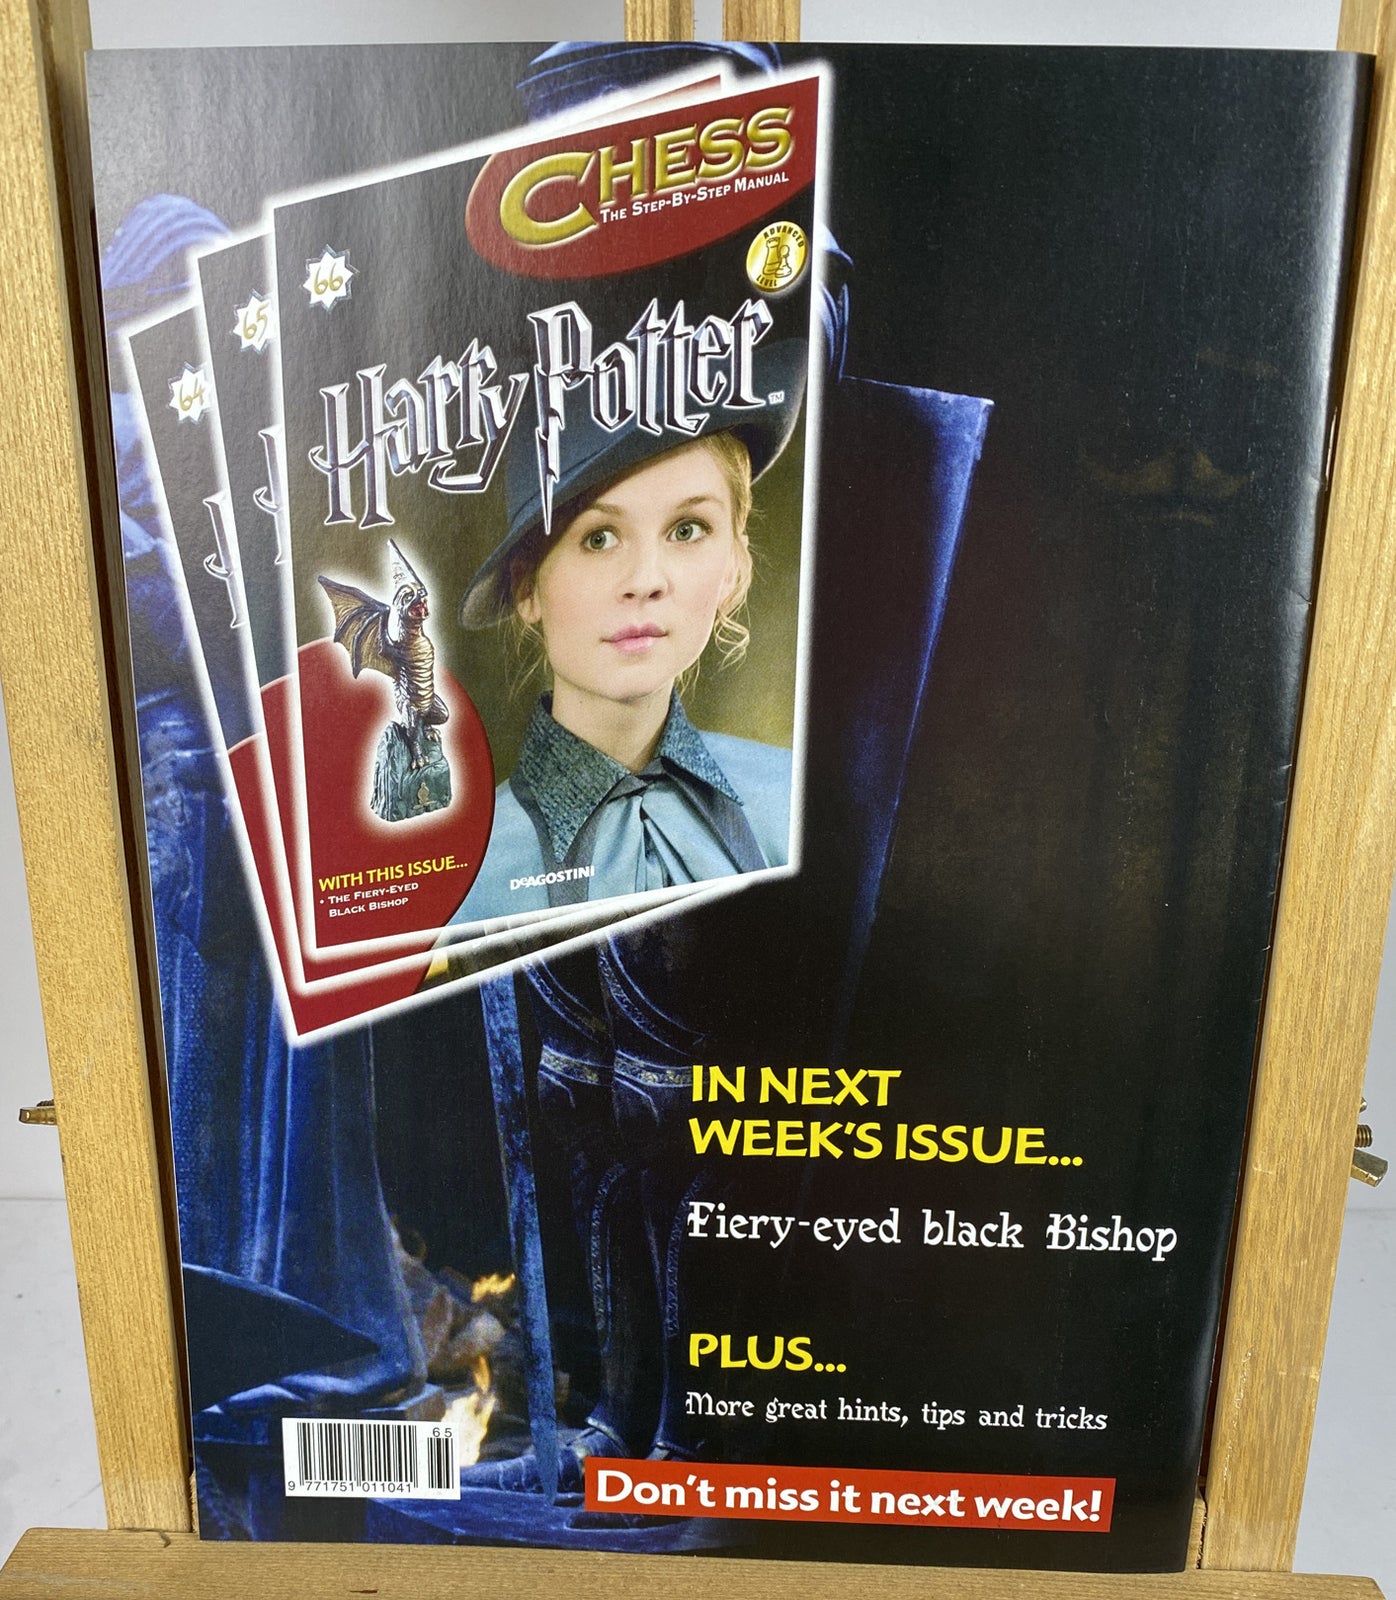 CHESS
THE STEP-BY-STEP MANUAL
ADVANCED
LEVEL
66
65
64
Harry Potter
TM
WITH THIS ISSUE...
• THE FIERY-EYED
BLACK BISHOP
DeAGOSTINI
IN NEXT
WEEK'S ISSUE...
Fiery-eyed black Bishop
PLUS...
More great hints, tips and tricks
65
9 771751 011041
Don't miss it next week!